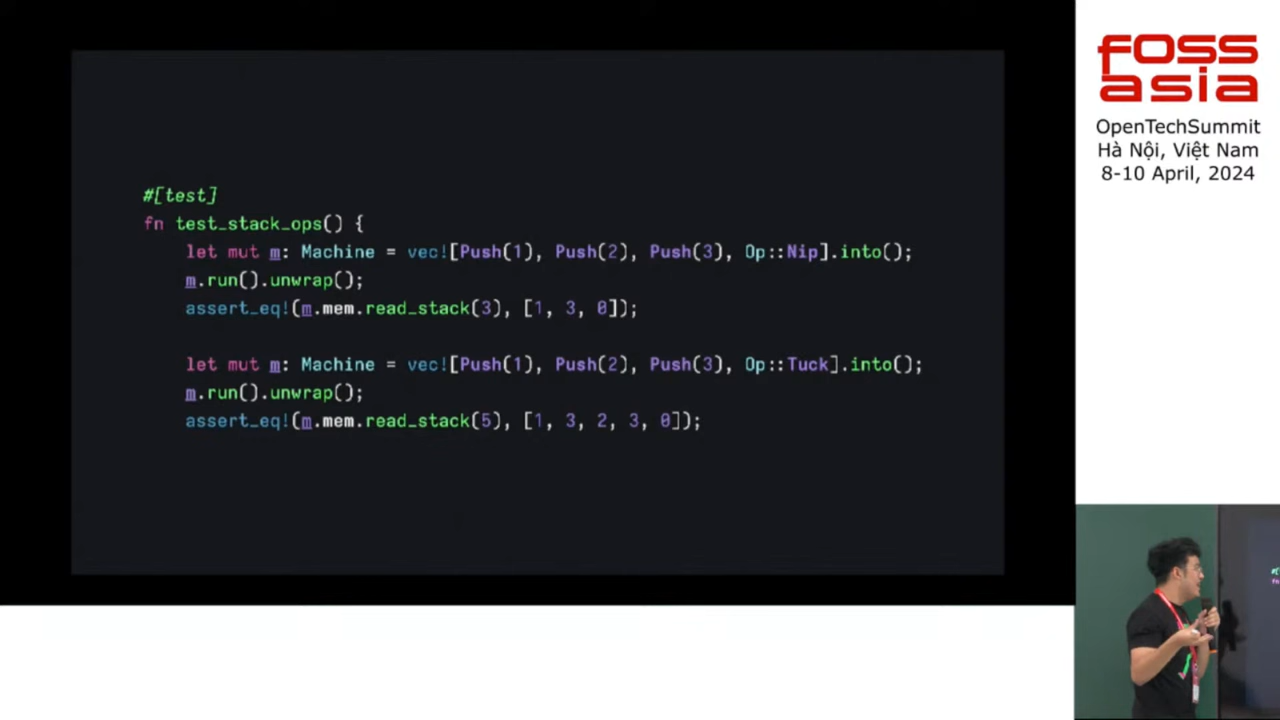 #[test]
fn test_stack_ops() {
    let mut m: Machine = vec![Push(1), Push(2), Push(3), Op::Nip].into();
    m.run().unwrap();
    assert_eq!(m.mem.read_stack(3), [1, 3, 0]);

    let mut m: Machine = vec![Push(1), Push(2), Push(3), Op::Tuck].into();
    m.run().unwrap();
    assert_eq!(m.mem.read_stack(5), [1, 3, 2, 3, 0]);
FOSS
asia
OpenTechSummit
Hà Nội, Việt Nam
8-10 April, 2024